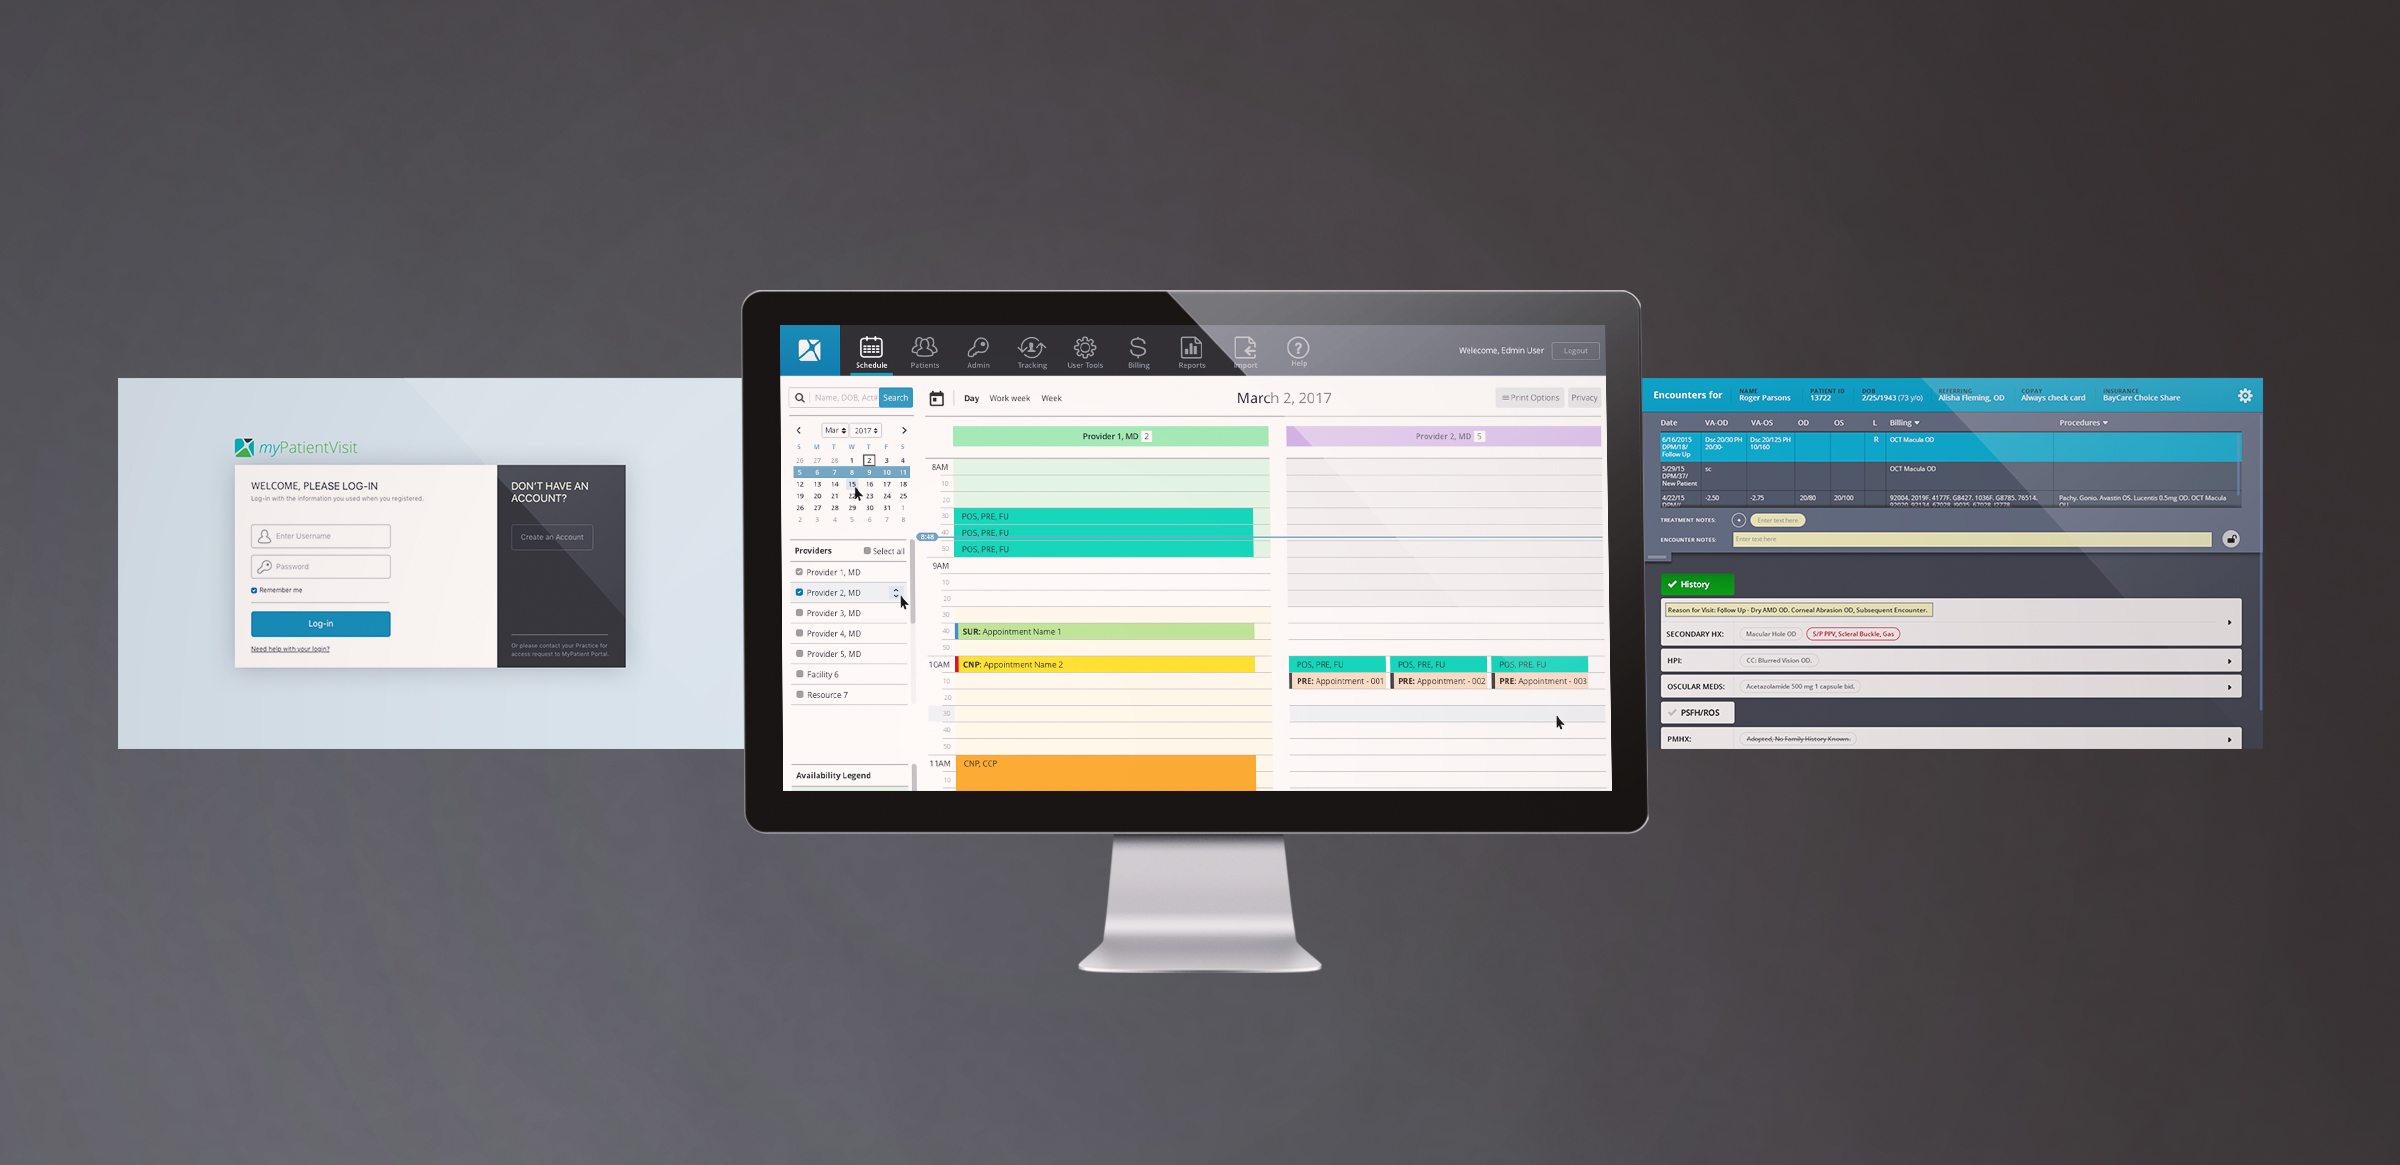 myPatientVisit
WELCOME, PLEASE LOG-IN
Log-in with the information you used when you registered.
Enter Username
Password
Remember me
Log-in
Need help with your login?
DON'T HAVE AN
ACCOUNT?
Create an Account
Or please contact your Practice for
access request to MyPatient Portal.
Schedule
Patients
Admin
Tracking
User Tools
Billing
Reports
Import
Help
Welcome, Edmin User
Logout
Name, DOB, Act#
Search
Day
Work week
Week
March 2, 2017
Print Options
Privacy
Mar
2017
S M T W T F S
26 27 28 1 2 3 4
5 6 7 8 9 10 11
12 13 14 15 16 17 18
19 20 21 22 23 24 25
26 27 28 29 30 31 1
2 3 4 5 6 7 8
Providers
Select all
Provider 1, MD
Provider 2, MD
Provider 3, MD
Provider 4, MD
Provider 5, MD
Facility 6
Resource 7
Availability Legend
Provider 1, MD 2
Provider 2, MD 5
8AM
10
20
30 POS, PRE, FU
40 POS, PRE, FU
8:48
50 POS, PRE, FU
9AM
10
20
30
40 SUR: Appointment Name 1
50
10AM CNP: Appointment Name 2
POS, PRE, FU POS, PRE, FU POS, PRE, FU
10 PRE: Appointment - 001 PRE: Appointment - 002 PRE: Appointment - 003
20
30
40
50
11AM CNP, CCP
10
Encounters for
NAME
Roger Parsons
PATIENT ID
13722
DOB
2/25/1943 (73 y/o)
REFERRING
Alisha Fleming, OD
COPAY
Always check card
INSURANCE
BayCare Choice Share
Date VA-OD VA-OS OD OS L Billing Procedures
6/16/2015 Dsc 20/30 PH Dsc 20/125 PH R OCT Macula OD
DPM/18/ 20/30- 10/160
Follow Up
5/29/15 sc OCT Macula OD
DPM/37/
New Patient
4/22/15 -2.50 -2.75 20/80 20/100 92004, 2019F, 4177F, G8427, 1036F, G8785, 76514, Pachy, Gonio, Avastin OS, Lucentis 0.5mg OD, OCT Macula
TREATMENT NOTES:
Enter text here
ENCOUNTER NOTES:
Enter text here
History
Reason for Visit: Follow Up - Dry AMD OD. Corneal Abrasion OD, Subsequent Encounter.
SECONDARY HX: Macular Hole OD S/P PPV, Scleral Buckle, Gas
HPI: CC: Blurred Vision OD.
OSCULAR MEDS: Acetazolamide 500 mg 1 capsule bid.
PSFH/ROS
PMHX: Adopted, No Family History Known.